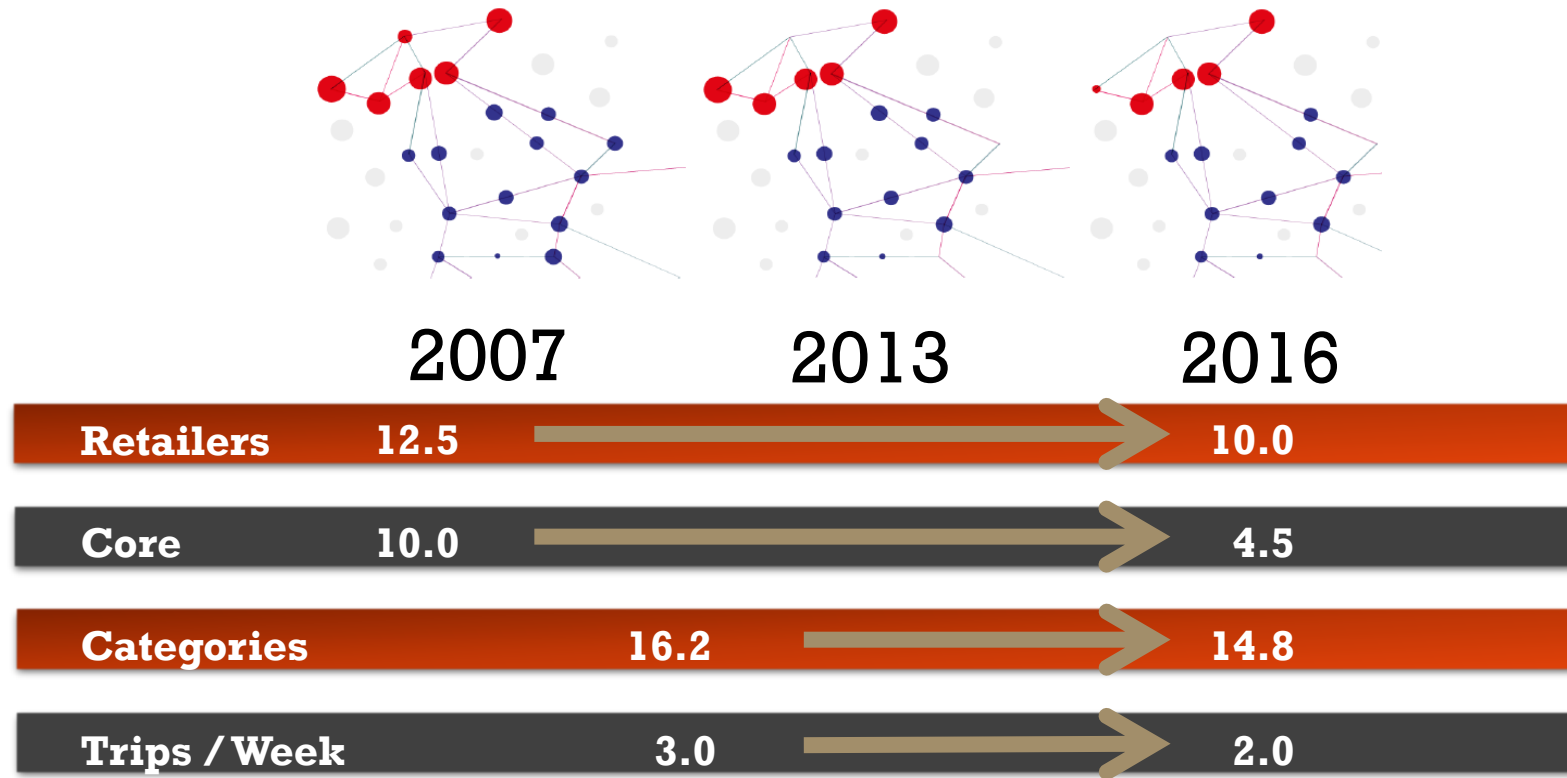 2007 2013 2016
Retailers 12.5 10.0
Core 10.0 4.5
Categories 16.2 14.8
Trips / Week 3.0 2.0